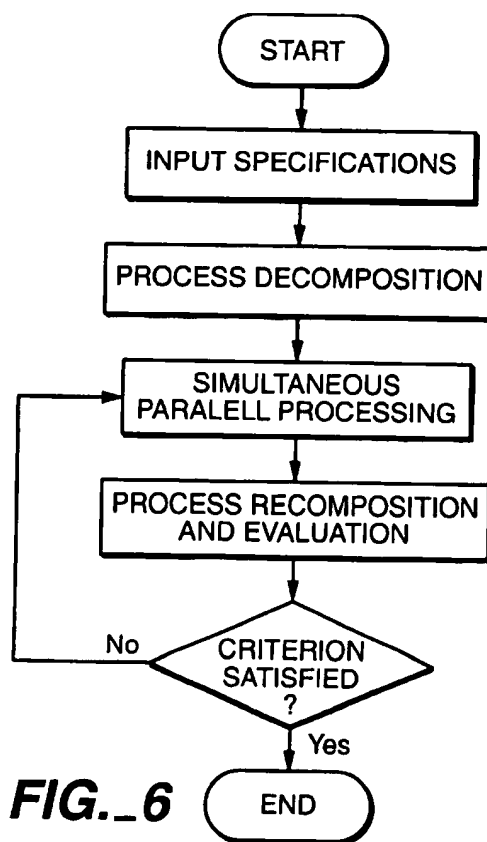 START
INPUT SPECIFICATIONS
PROCESS DECOMPOSITION
SIMULTANEOUS
PARALELL PROCESSING
PROCESS RECOMPOSITION
AND EVALUATION
No
CRITERION
SATISFIED
?
Yes
FIG._6
END